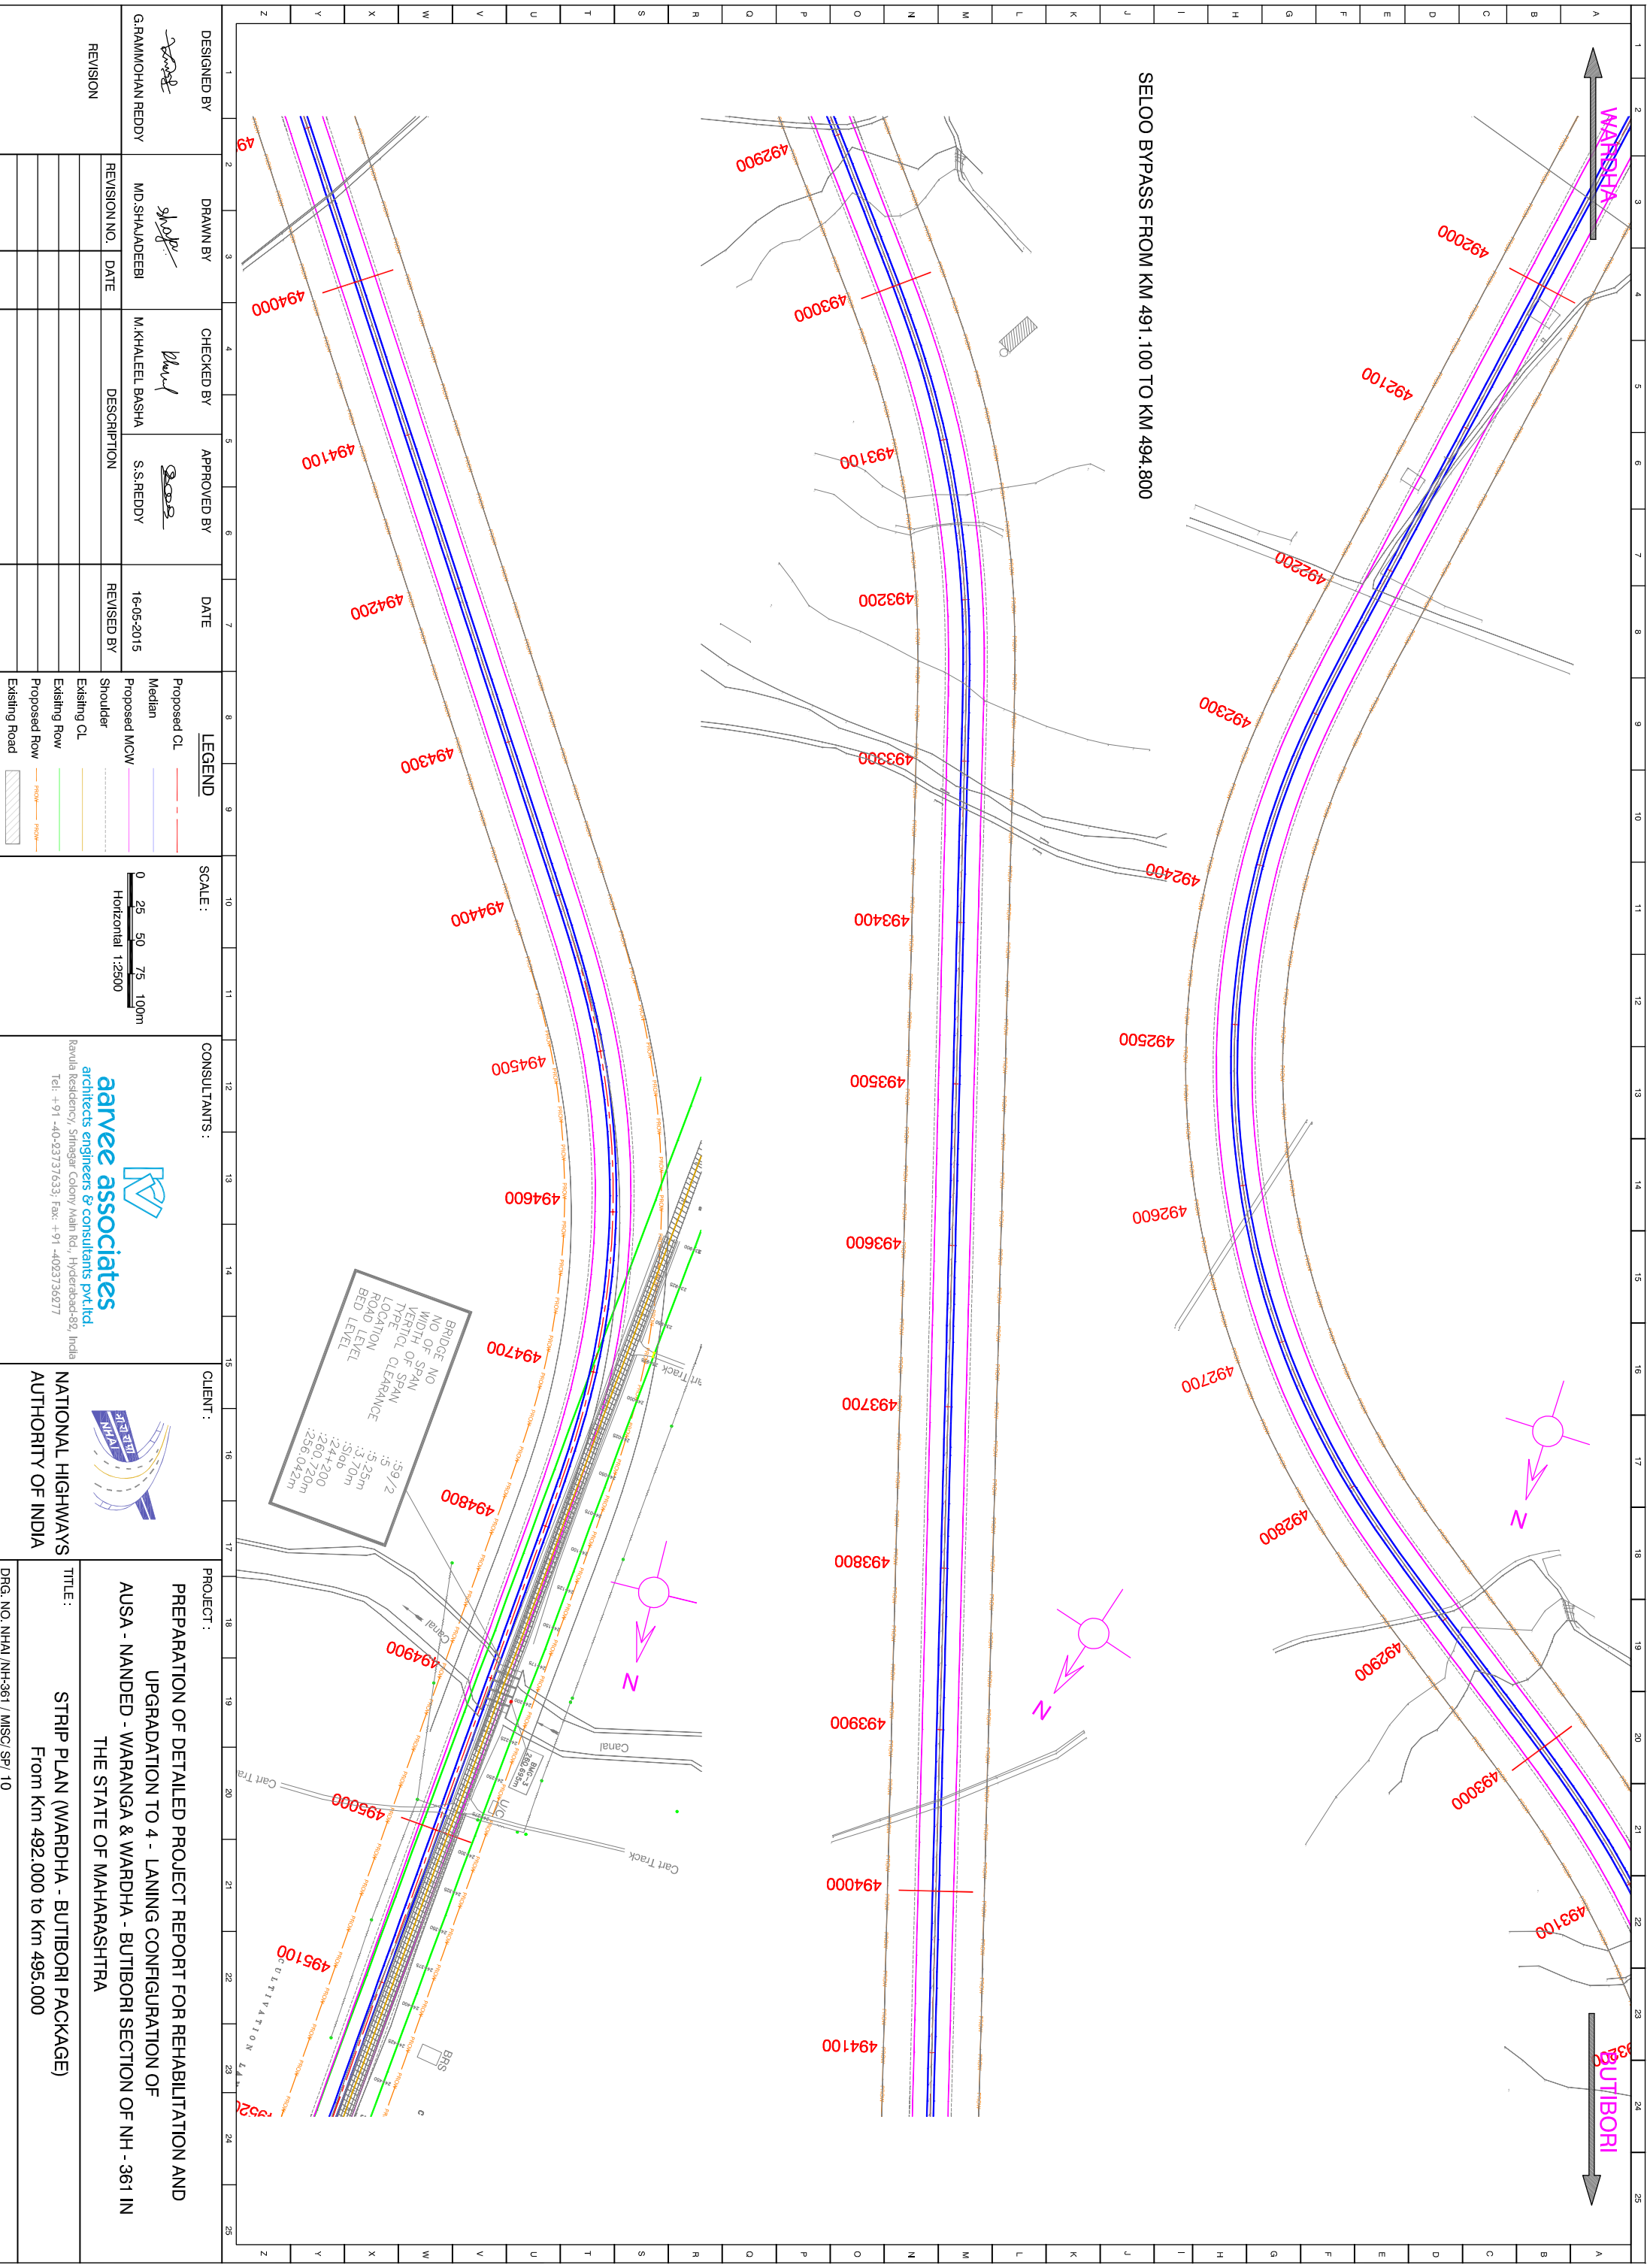 WARDHA
BUTIBORI
SELOO BYPASS FROM KM 491.100 TO KM 494.800
492000
492100
492200
492300
492400
492500
492600
492700
492800
492900
493000
493100
N
492900
493000
493100
493200
493300
493400
493500
493600
493700
493800
493900
494000
494100
N
494000
494100
494200
494300
494400
494500
494600
494700
494800
494900
495000
495100
N
BRIDGE NO :59/2
NO OF SPAN :5
WIDTH OF SPAN :5.25m
VERTICL CLEARANCE :3.70m
TYPE OF SPAN :Slab
LOCATION :24+200
ROAD LEVEL :260.720m
BED LEVEL :256.042m
Canal
Canal
Cart Track
BRS
DESIGNED BY
G.RAMMOHAN REDDY
DRAWN BY
MD.SHAJADEEBI
CHECKED BY
M.KHALEEL BASHA
APPROVED BY
S.S.REDDY
DATE
16-05-2015
REVISION
REVISION NO. DATE DESCRIPTION REVISED BY
LEGEND
Proposed CL
Median
Proposed MCW
Shoulder
Exisitng CL
Existing Row
Proposed Row
Existing Road
SCALE :
0 25 50 75 100m
Horizontal 1:2500
CONSULTANTS :
aarvee associates
architects engineers & consultants pvt.ltd.
Ravula Residency, Srinagar Colony Main Rd., Hyderabad-82, India
Tel: +91 -40-23737633; Fax: +91 -4023736277
CLIENT :
NHAI
NATIONAL HIGHWAYS
AUTHORITY OF INDIA
PROJECT :
PREPARATION OF DETAILED PROJECT REPORT FOR REHABILITATION AND
UPGRADATION TO 4 - LANING CONFIGURATION OF
AUSA - NANDED - WARANGA & WARDHA - BUTIBORI SECTION OF NH - 361 IN
THE STATE OF MAHARASHTRA
TITLE :
STRIP PLAN (WARDHA - BUTIBORI PACKAGE)
From Km 492.000 to Km 495.000
DRG. NO. NHAI /NH-361 / MISC/ SP/ 10